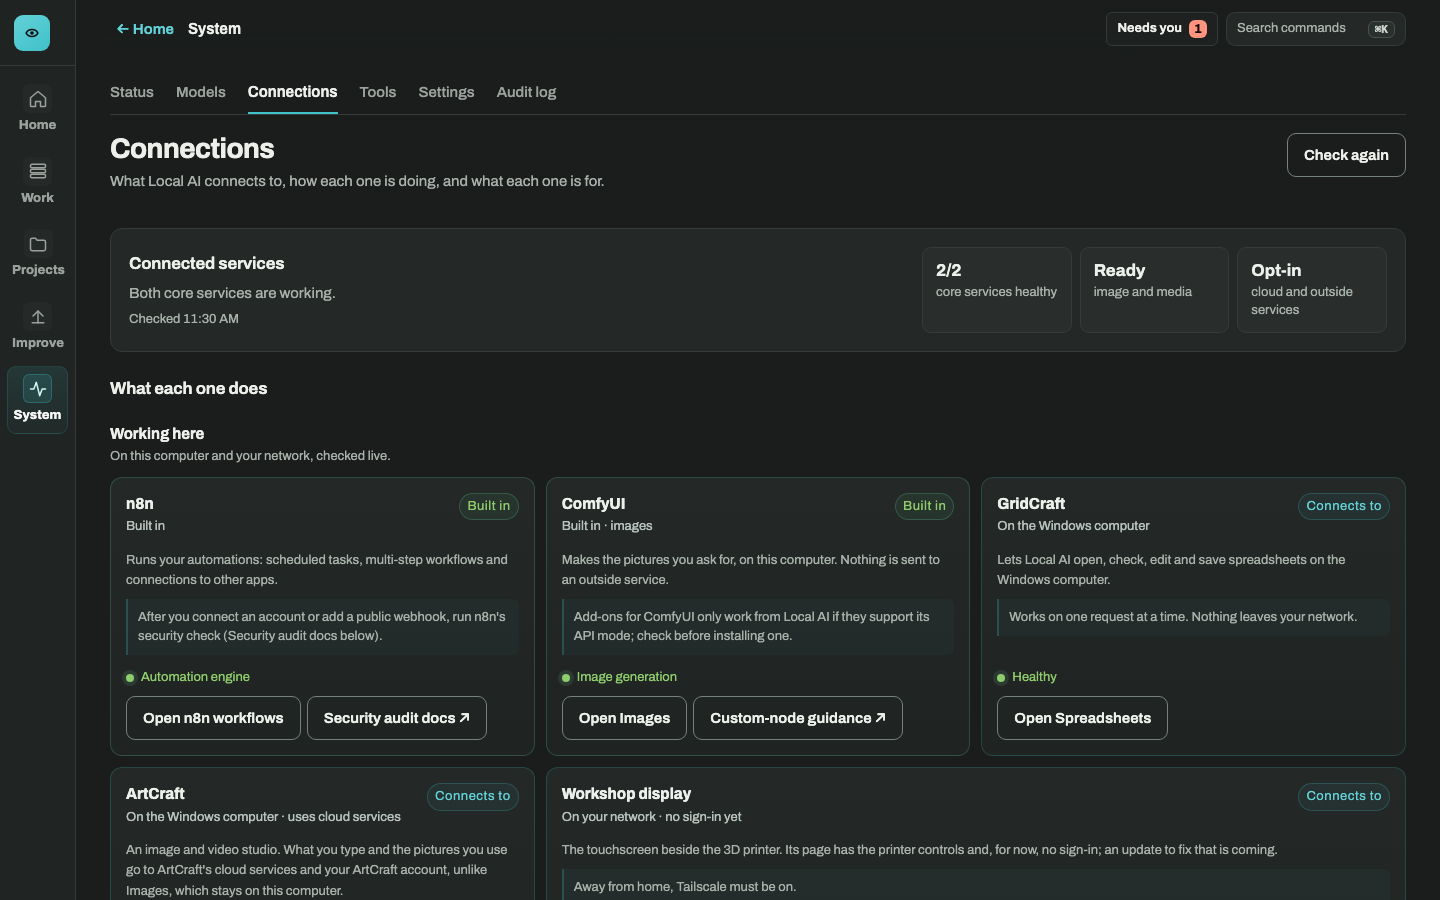 ← Home System
Needs you 1
Search commands ⌘K
Home
Work
Projects
Improve
System
Status Models Connections Tools Settings Audit log
Connections
What Local AI connects to, how each one is doing, and what each one is for.
Check again
Connected services
Both core services are working.
Checked 11:30 AM
2/2
core services healthy
Ready
image and media
Opt-in
cloud and outside
services
What each one does
Working here
On this computer and your network, checked live.
n8n
Built in
Built in
Runs your automations: scheduled tasks, multi-step workflows and
connections to other apps.
After you connect an account or add a public webhook, run n8n's
security check (Security audit docs below).
Automation engine
Open n8n workflows
Security audit docs ↗
ComfyUI
Built in
Built in · images
Makes the pictures you ask for, on this computer. Nothing is sent to
an outside service.
Add-ons for ComfyUI only work from Local AI if they support its
API mode; check before installing one.
Image generation
Open Images
Custom-node guidance ↗
GridCraft
Connects to
On the Windows computer
Lets Local AI open, check, edit and save spreadsheets on the
Windows computer.
Works on one request at a time. Nothing leaves your network.
Healthy
Open Spreadsheets
ArtCraft
Connects to
On the Windows computer · uses cloud services
An image and video studio. What you type and the pictures you use
go to ArtCraft's cloud services and your ArtCraft account, unlike
Images, which stays on this computer.
Workshop display
Connects to
On your network · no sign-in yet
The touchscreen beside the 3D printer. Its page has the printer controls and, for now, no sign-in; an update to fix that is coming.
Away from home, Tailscale must be on.